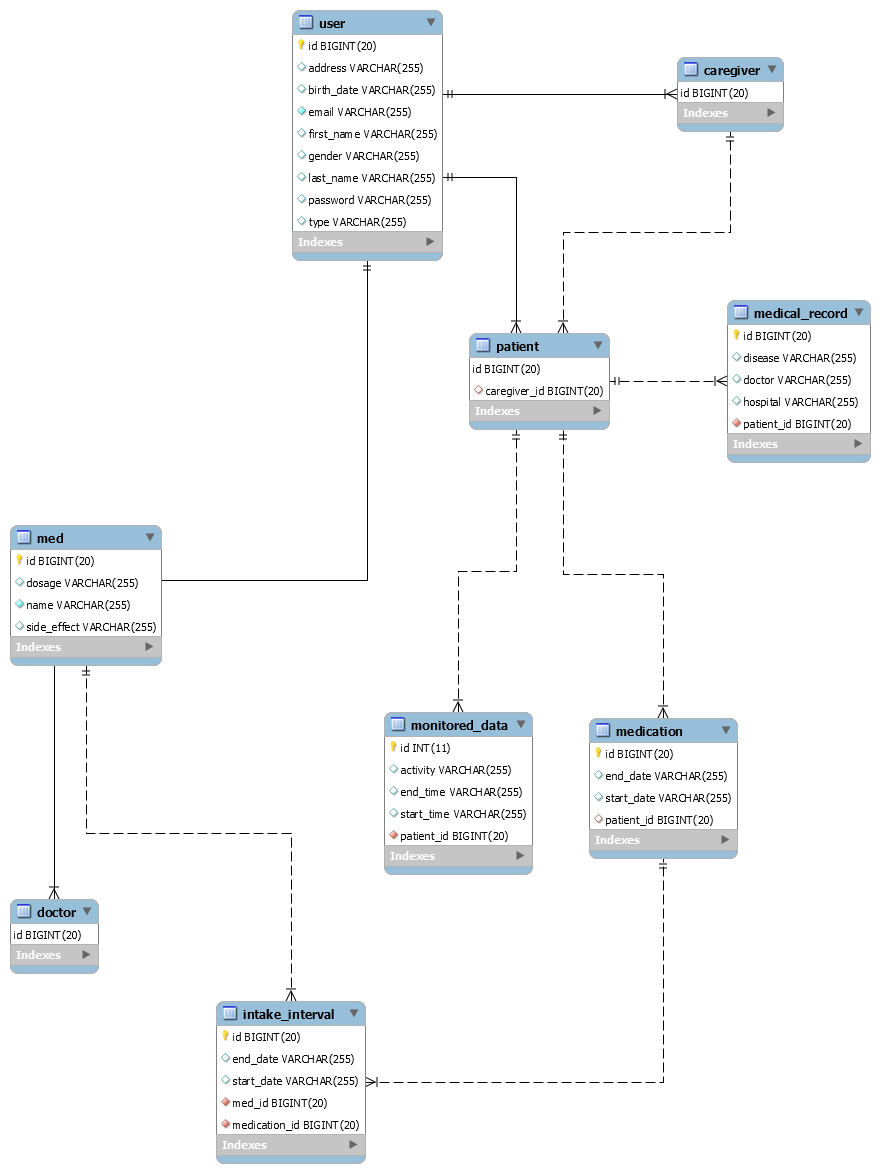 user
id BIGINT(20)
address VARCHAR(255)
birth_date VARCHAR(255)
email VARCHAR(255)
first_name VARCHAR(255)
gender VARCHAR(255)
last_name VARCHAR(255)
password VARCHAR(255)
type VARCHAR(255)
Indexes
caregiver
id BIGINT(20)
Indexes
patient
id BIGINT(20)
caregiver_id BIGINT(20)
Indexes
medical_record
id BIGINT(20)
disease VARCHAR(255)
doctor VARCHAR(255)
hospital VARCHAR(255)
patient_id BIGINT(20)
Indexes
med
id BIGINT(20)
dosage VARCHAR(255)
name VARCHAR(255)
side_effect VARCHAR(255)
Indexes
monitored_data
id INT(11)
activity VARCHAR(255)
end_time VARCHAR(255)
start_time VARCHAR(255)
patient_id BIGINT(20)
Indexes
medication
id BIGINT(20)
end_date VARCHAR(255)
start_date VARCHAR(255)
patient_id BIGINT(20)
Indexes
doctor
id BIGINT(20)
Indexes
intake_interval
id BIGINT(20)
end_date VARCHAR(255)
start_date VARCHAR(255)
med_id BIGINT(20)
medication_id BIGINT(20)
Indexes